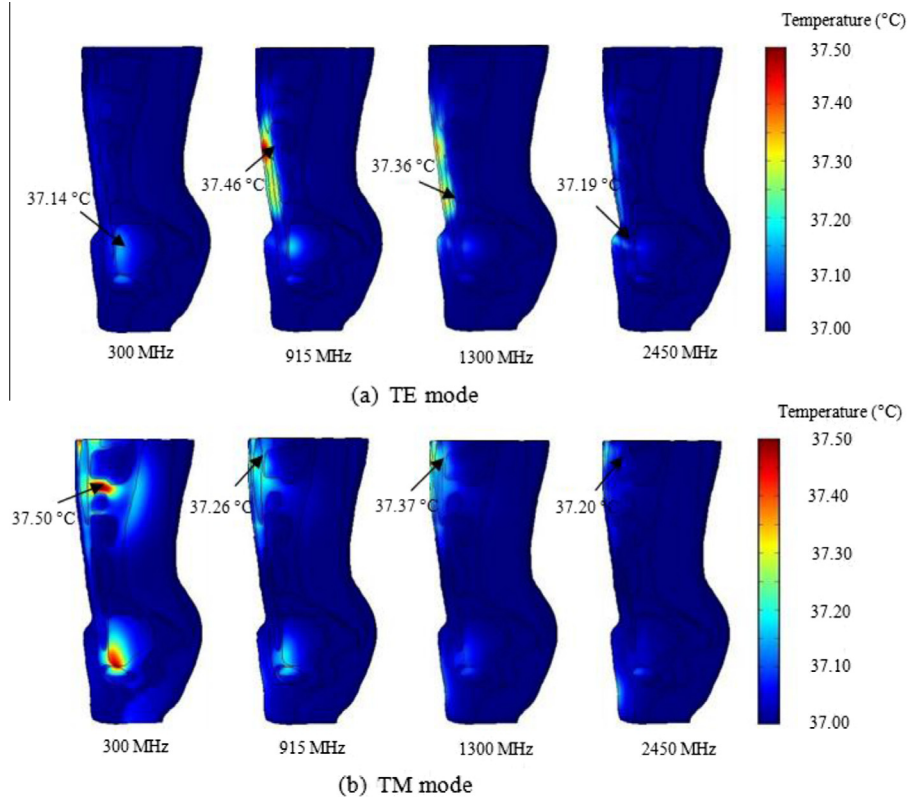 Temperature (°C)
37.50
37.40
37.30
37.20
37.10
37.00
37.14 °C
37.46 °C
37.36 °C
37.19 °C
300 MHz
915 MHz
1300 MHz
2450 MHz
(a) TE mode
Temperature (°C)
37.50
37.40
37.30
37.20
37.10
37.00
37.50 °C
37.26 °C
37.37 °C
37.20 °C
300 MHz
915 MHz
1300 MHz
2450 MHz
(b) TM mode